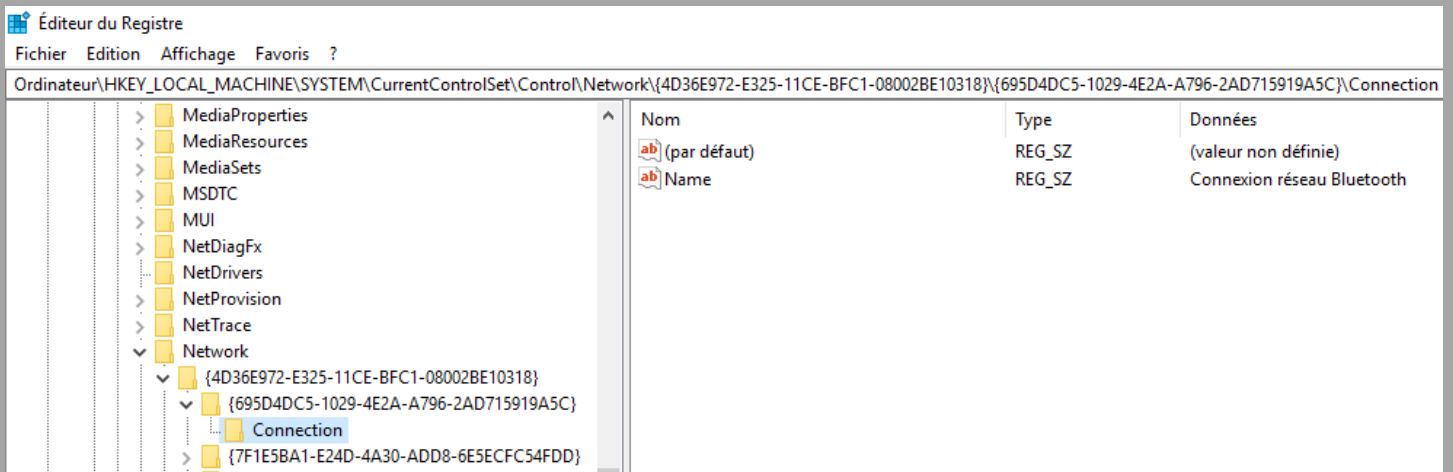 Éditeur du Registre
Fichier Edition Affichage Favoris ?
Ordinateur\HKEY_LOCAL_MACHINE\SYSTEM\CurrentControlSet\Control\Network\{4D36E972-E325-11CE-BFC1-08002BE10318}\{695D4DC5-1029-4E2A-A796-2AD715919A5C}\Connection
MediaProperties
MediaResources
MediaSets
MSDTC
MUI
NetDiagFx
NetDrivers
NetProvision
NetTrace
Network
{4D36E972-E325-11CE-BFC1-08002BE10318}
{695D4DC5-1029-4E2A-A796-2AD715919A5C}
Connection
{7F1E5BA1-E24D-4A30-ADD8-6E5ECFC54FDD}
Nom Type Données
ab (par défaut) REG_SZ (valeur non définie)
ab Name REG_SZ Connexion réseau Bluetooth